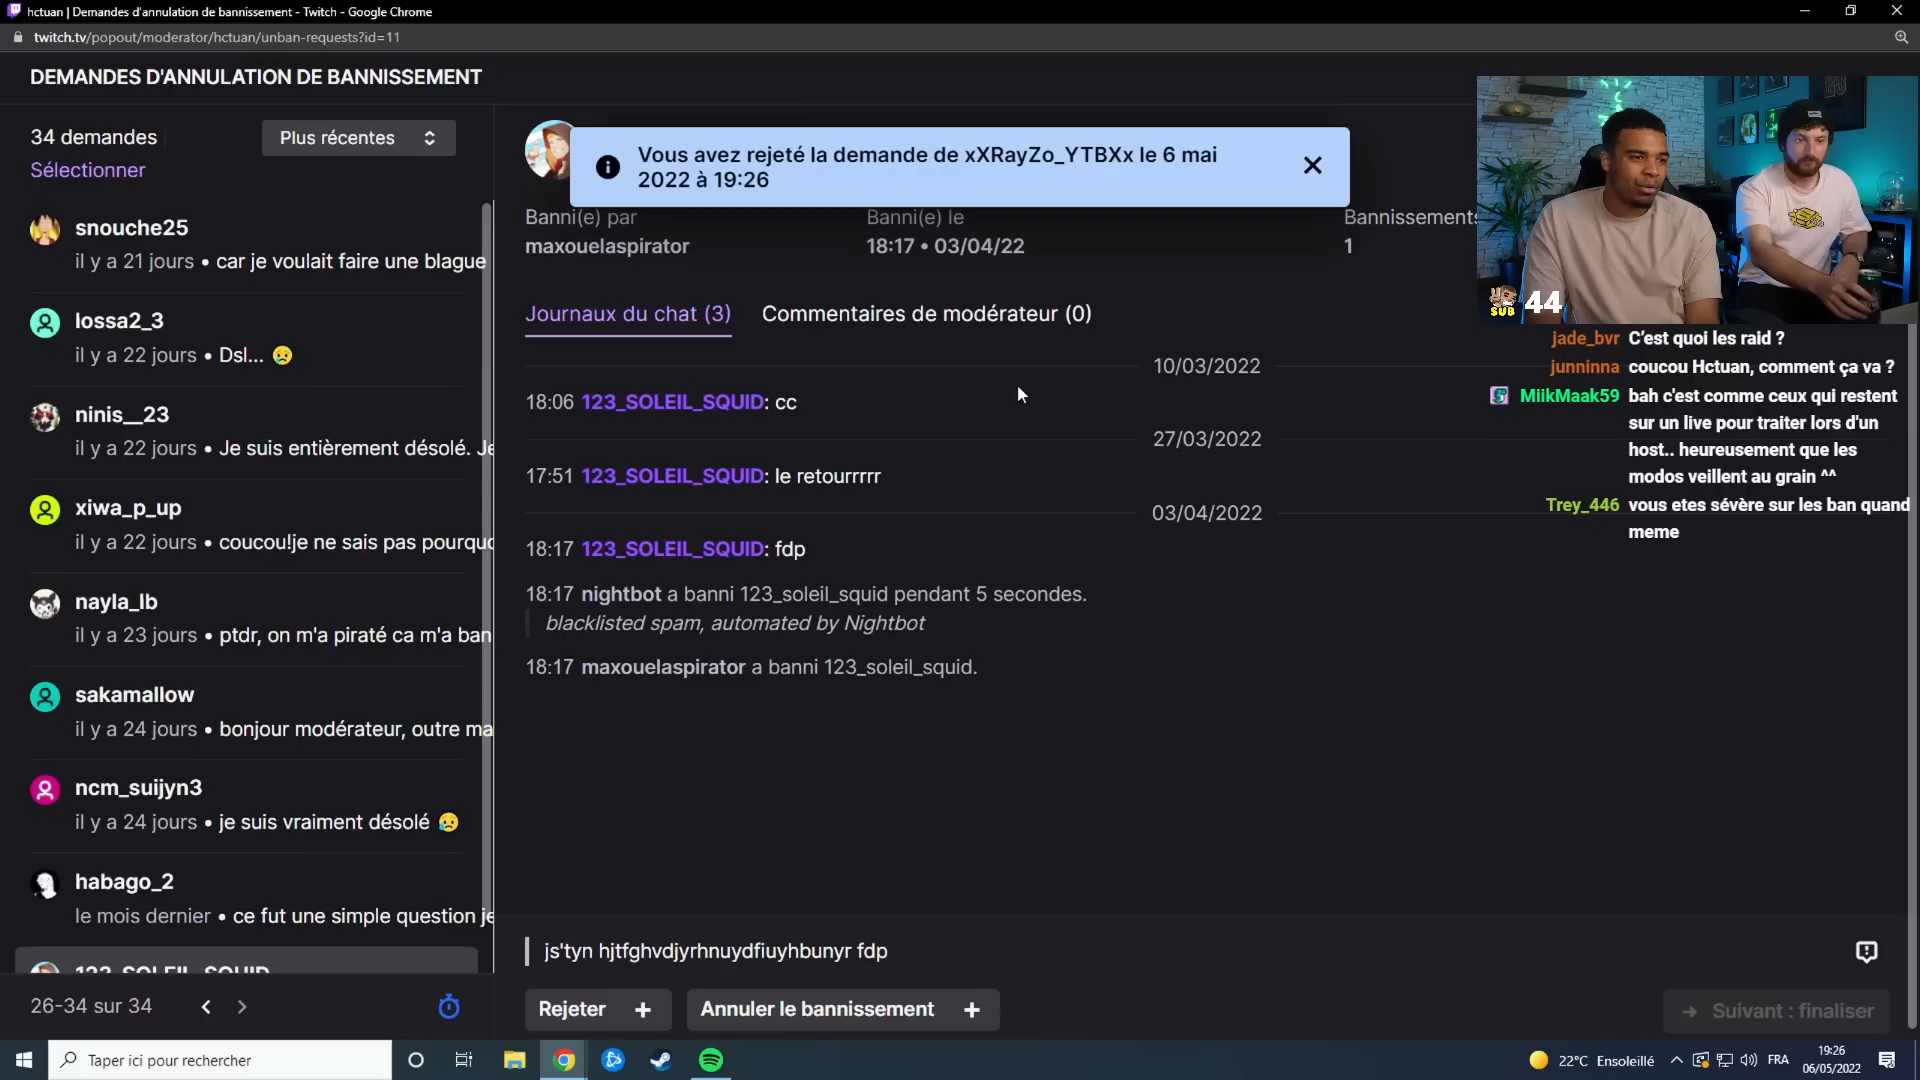 hctuan | Demandes d'annulation de bannissement - Twitch - Google Chrome
twitch.tv/popout/moderator/hctuan/unban-requests?id=11
DEMANDES D'ANNULATION DE BANNISSEMENT
34 demandes
Plus récentes
Sélectionner
snouche25
il y a 21 jours • car je voulait faire une blague
lossa2_3
il y a 22 jours • Dsl... 😥
ninis__23
il y a 22 jours • Je suis entièrement désolé. Je
xiwa_p_up
il y a 22 jours • coucou!je ne sais pas pourquo
nayla_lb
il y a 23 jours • ptdr, on m'a piraté ca m'a ban
sakamallow
il y a 24 jours • bonjour modérateur, outre ma
ncm_suijyn3
il y a 24 jours • je suis vraiment désolé 😥
habago_2
le mois dernier • ce fut une simple question je
123_SOLEIL_SQUID
26-34 sur 34
Vous avez rejeté la demande de xXRayZo_YTBXx le 6 mai
2022 à 19:26
Banni(e) par
maxouelaspirator
Banni(e) le
18:17 • 03/04/22
Bannissements
1
Journaux du chat (3)
Commentaires de modérateur (0)
10/03/2022
18:06 123_SOLEIL_SQUID: cc
27/03/2022
17:51 123_SOLEIL_SQUID: le retourrrrr
03/04/2022
18:17 123_SOLEIL_SQUID: fdp
18:17 nightbot a banni 123_soleil_squid pendant 5 secondes.
blacklisted spam, automated by Nightbot
18:17 maxouelaspirator a banni 123_soleil_squid.
js'tyn hjtfghvdjyrhnuydfiuyhbunyr fdp
Rejeter +
Annuler le bannissement +
Suivant : finaliser
SUB 44
jade_bvr C'est quoi les raid ?
junninna coucou Hctuan, comment ça va ?
MiikMaak59 bah c'est comme ceux qui restent
sur un live pour traiter lors d'un
host.. heureusement que les
modos veillent au grain ^^
Trey_446 vous etes sévère sur les ban quand
meme
Taper ici pour rechercher
22°C Ensoleillé
FRA
19:26
06/05/2022